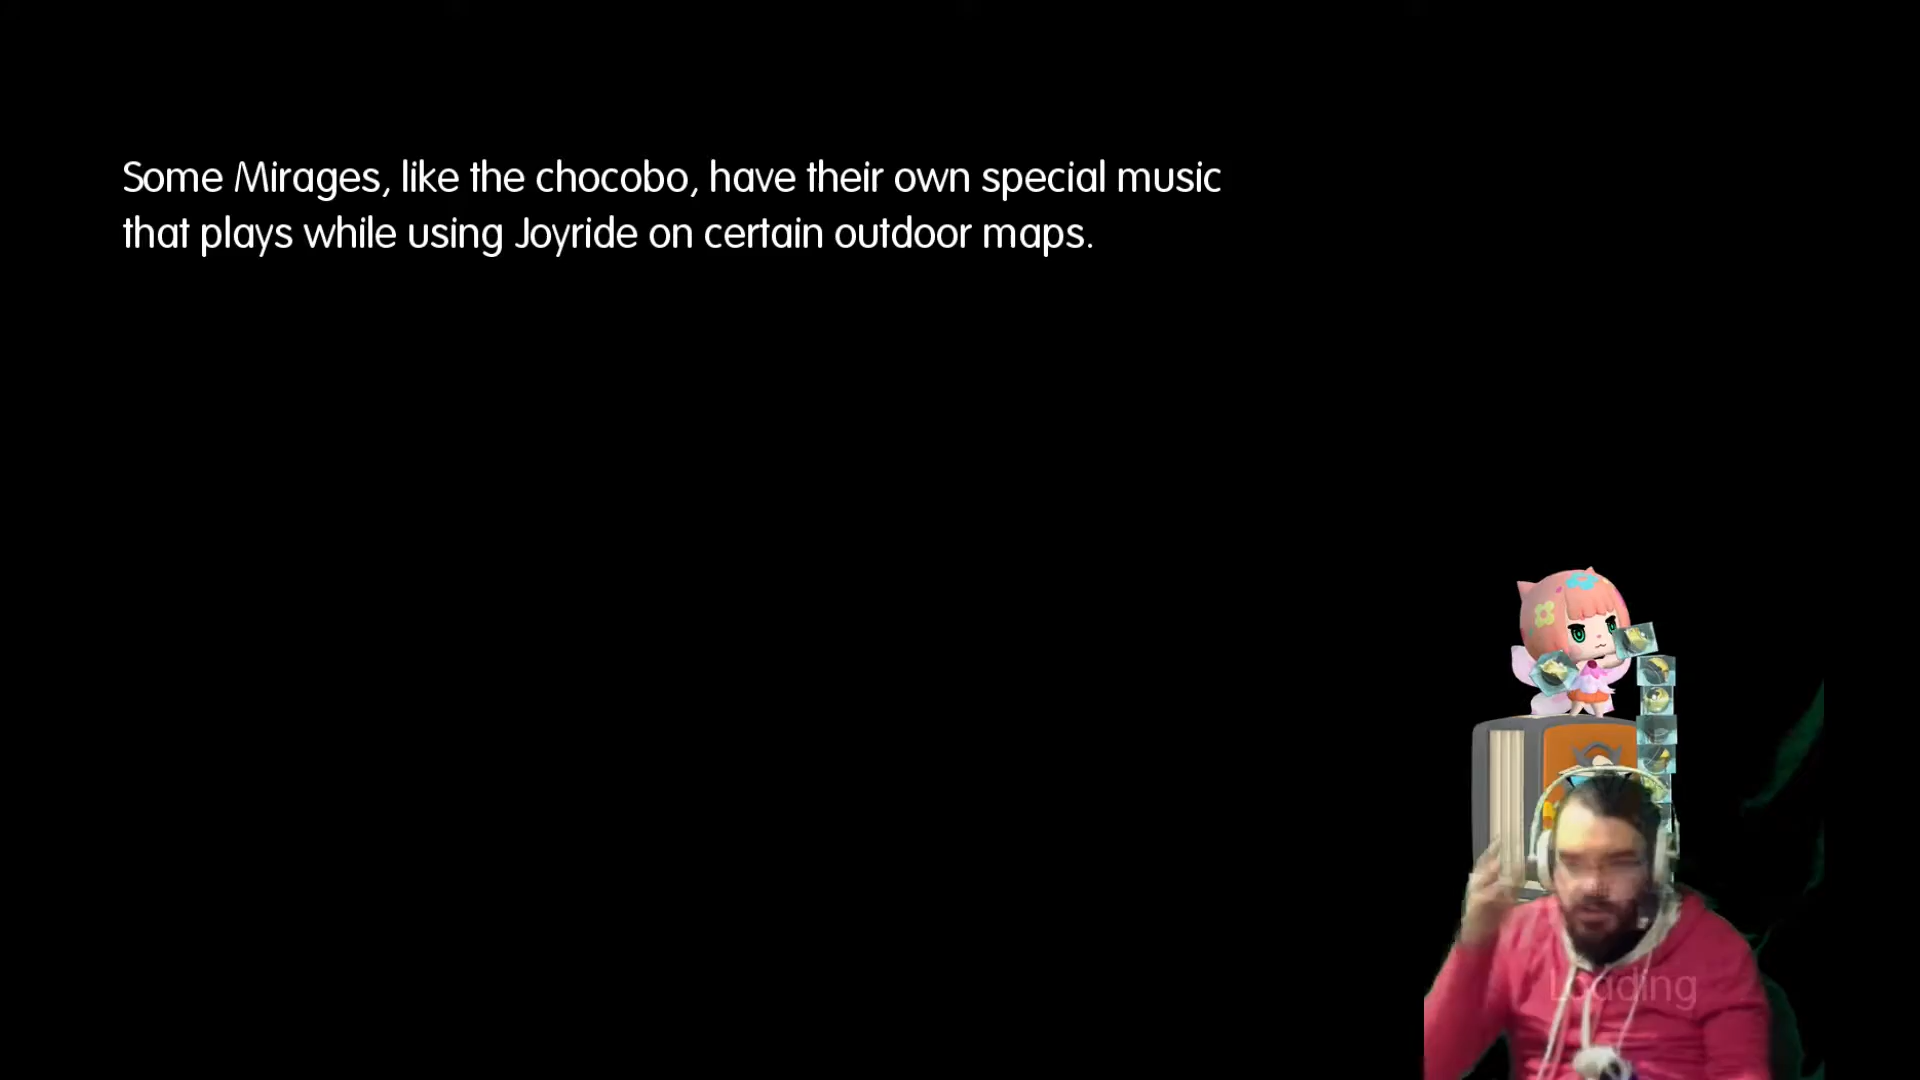 Some Mirages, like the chocobo, have their own special music
that plays while using Joyride on certain outdoor maps.
Loading